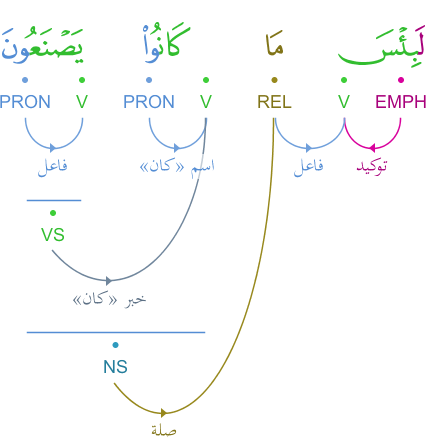 لَبِئْسَ مَا كَانُوا۟ يَصْنَعُونَ
EMPH V REL V PRON V PRON
توكيد فاعل اسم «كان» فاعل
VS
خبر «كان»
NS
صلة